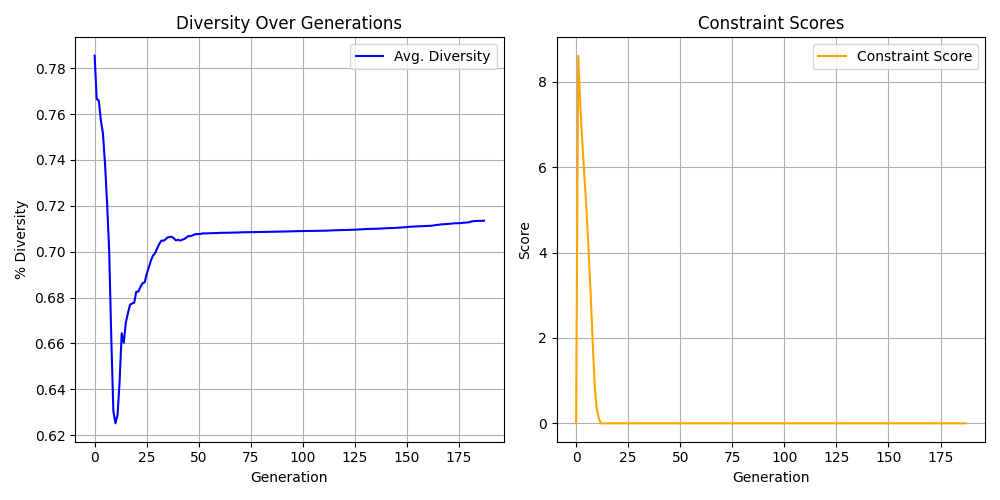 Diversity Over Generations
% Diversity
0.78
0.76
0.74
0.72
0.70
0.68
0.66
0.64
0.62
Avg. Diversity
0 25 50 75 100 125 150 175
Generation
Constraint Scores
Score
8
6
4
2
0
Constraint Score
0 25 50 75 100 125 150 175
Generation